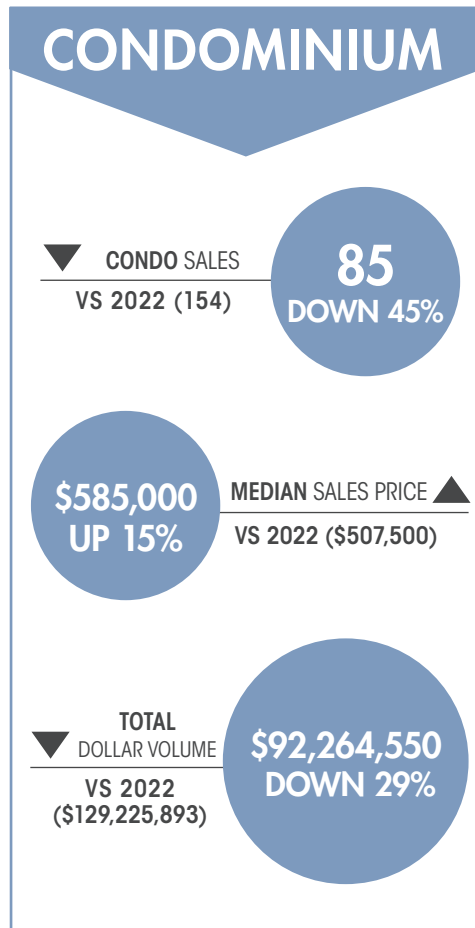 CONDOMINIUM
CONDO SALES
VS 2022 (154)
85
DOWN 45%
$585,000
UP 15%
MEDIAN SALES PRICE
VS 2022 ($507,500)
TOTAL
DOLLAR VOLUME
VS 2022
($129,225,893)
$92,264,550
DOWN 29%